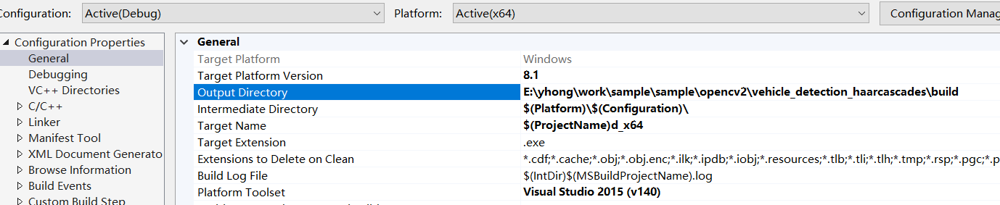 Configuration: Active(Debug) Platform: Active(x64) Configuration Manag
Configuration Properties
General
Debugging
VC++ Directories
C/C++
Linker
Manifest Tool
XML Document Generato
Browse Information
Build Events
Custom Build Step
General
Target Platform Windows
Target Platform Version 8.1
Output Directory E:\yhong\work\sample\sample\opencv2\vehicle_detection_haarcascades\build
Intermediate Directory $(Platform)\$(Configuration)\
Target Name $(ProjectName)d_x64
Target Extension .exe
Extensions to Delete on Clean *.cdf;*.cache;*.obj;*.obj.enc;*.ilk;*.ipdb;*.iobj;*.resources;*.tlb;*.tli;*.tlh;*.tmp;*.rsp;*.pgc;*.p
Build Log File $(IntDir)$(MSBuildProjectName).log
Platform Toolset Visual Studio 2015 (v140)